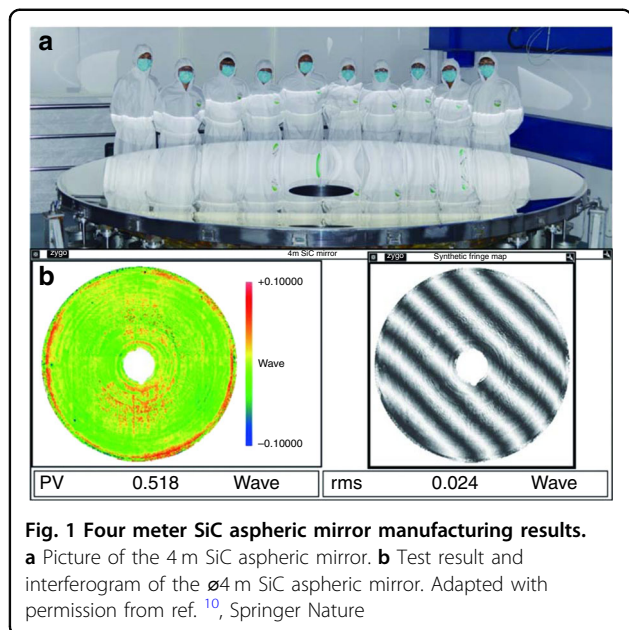 a
b
zygo
4m SiC mirror
+0.10000
Wave
−0.10000
zygo
Synthetic fringe map
PV 0.518 Wave
rms 0.024 Wave
Fig. 1 Four meter SiC aspheric mirror manufacturing results.
a Picture of the 4 m SiC aspheric mirror. b Test result and
interferogram of the ø4 m SiC aspheric mirror. Adapted with
permission from ref. 10, Springer Nature